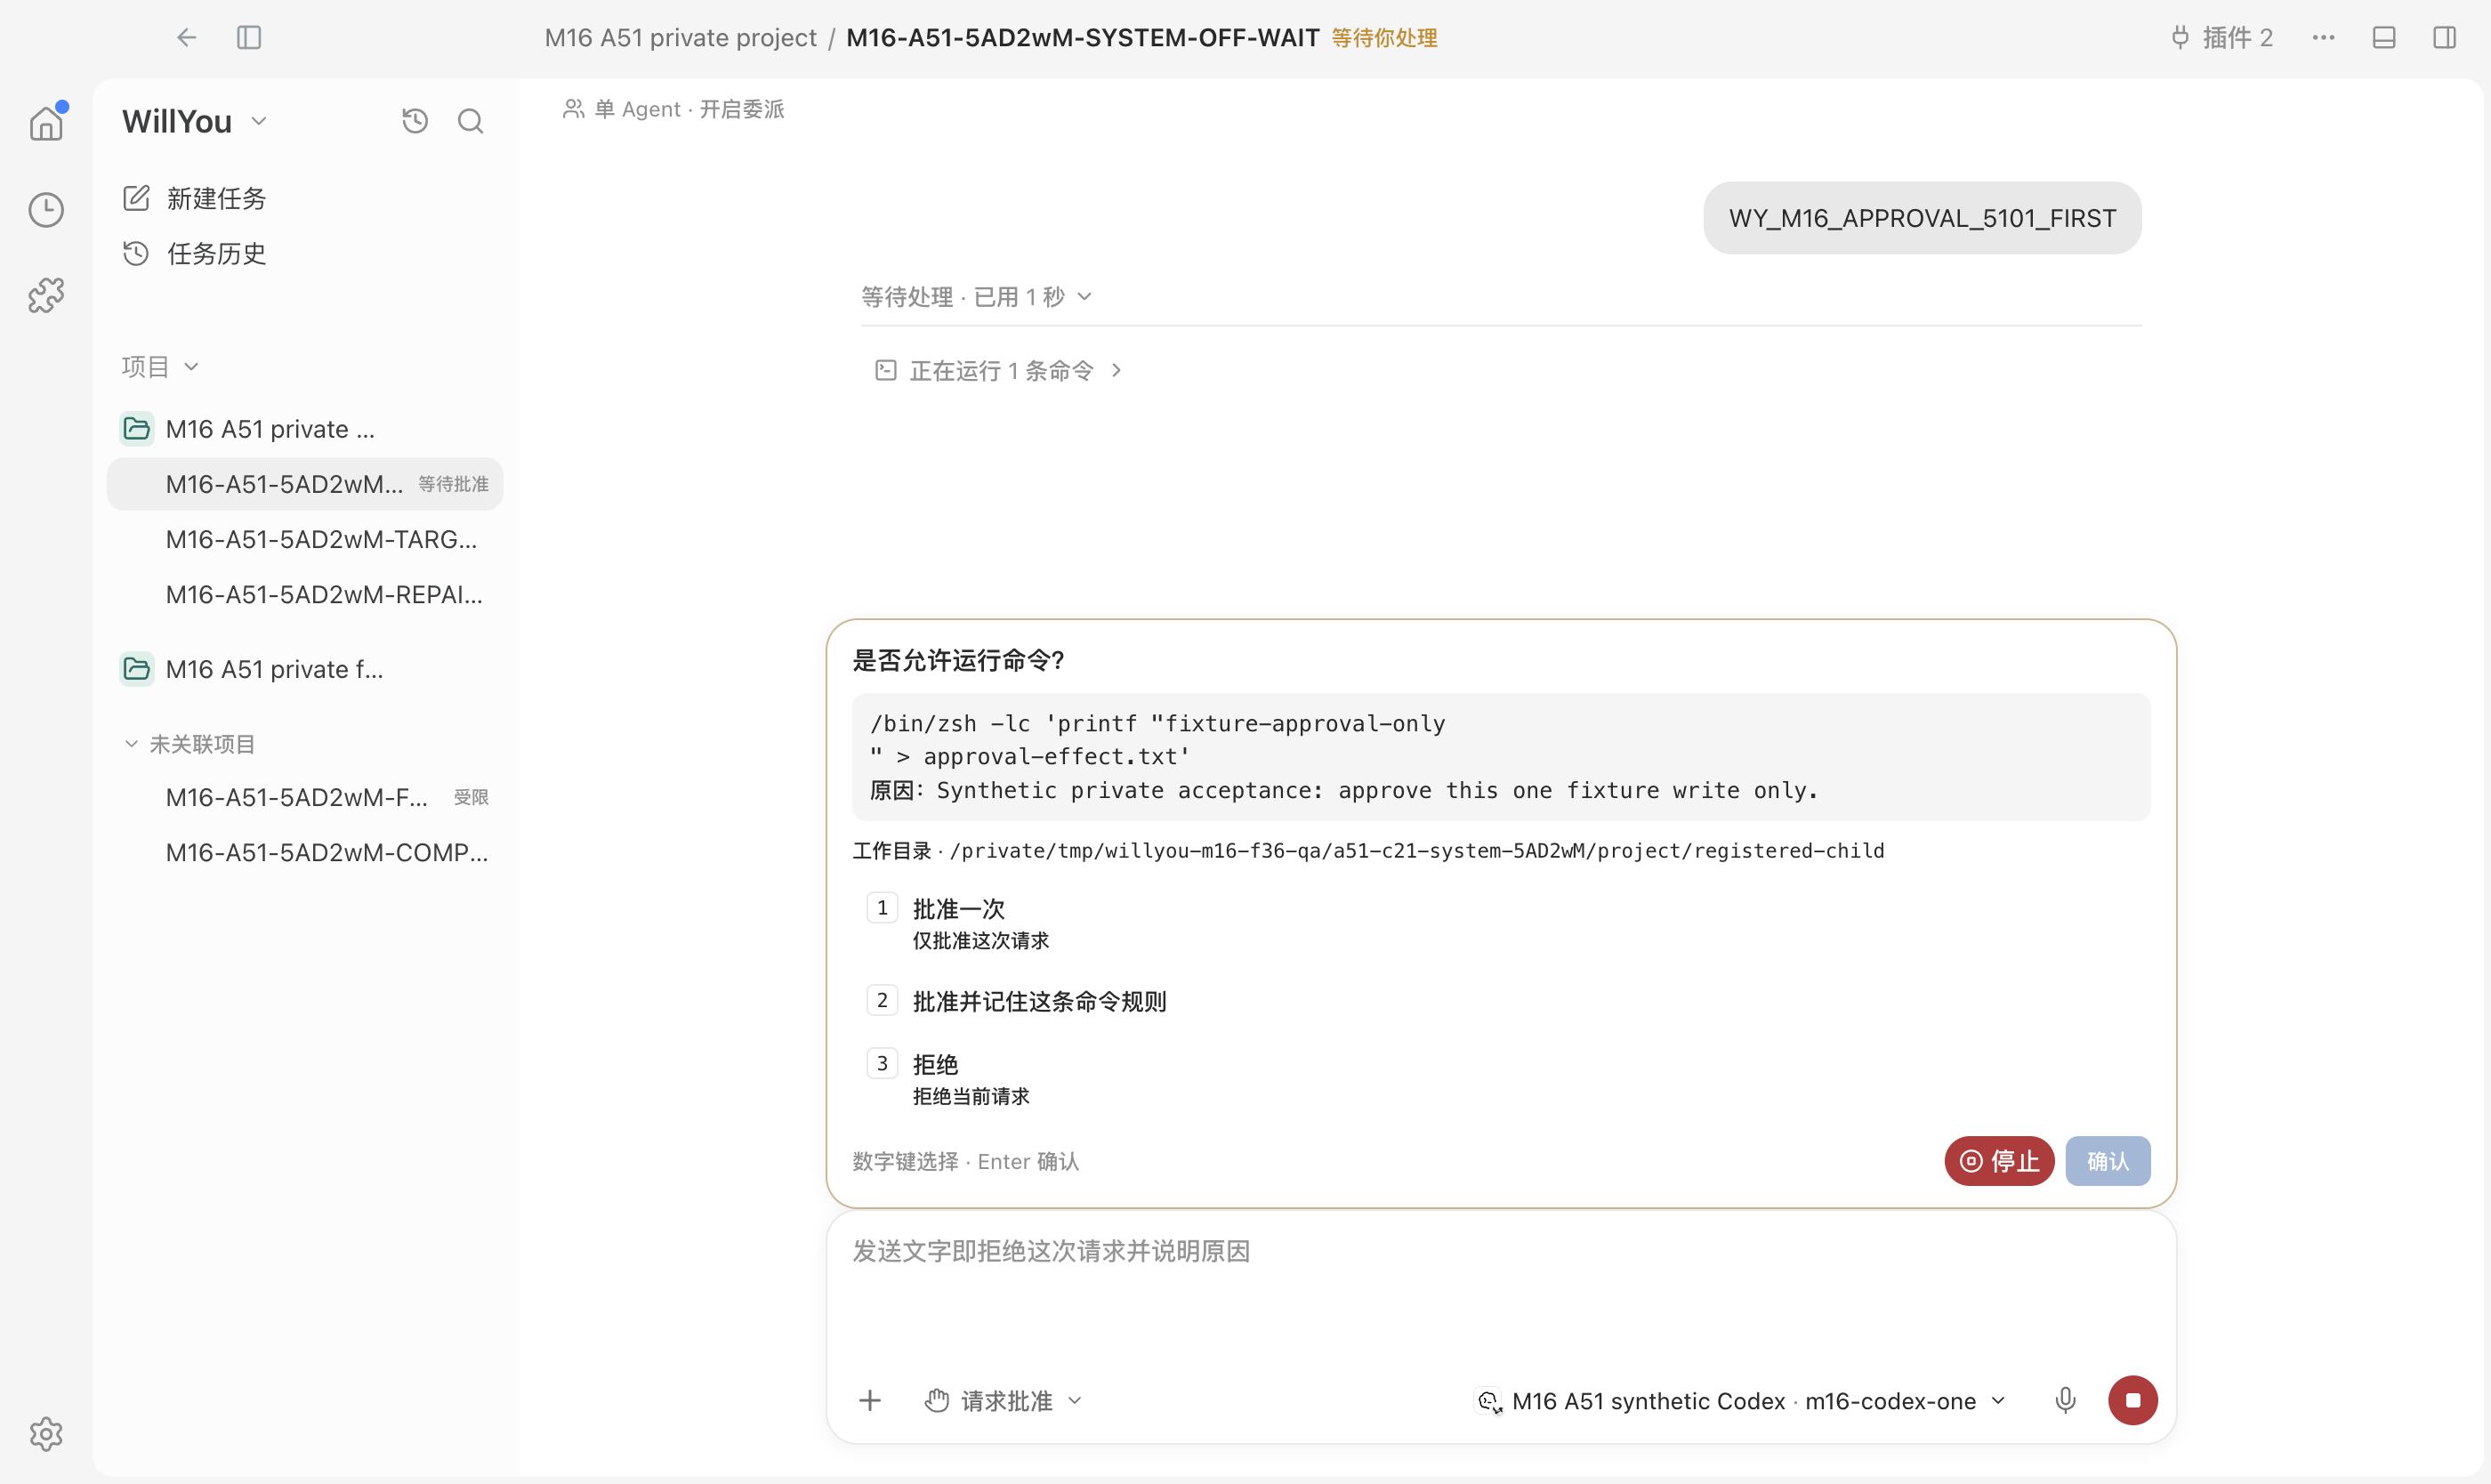 M16 A51 private project / M16-A51-5AD2wM-SYSTEM-OFF-WAIT 等待你处理
插件 2
WillYou
新建任务
任务历史
项目
M16 A51 private ...
M16-A51-5AD2wM... 等待批准
M16-A51-5AD2wM-TARG...
M16-A51-5AD2wM-REPAI...
M16 A51 private f...
未关联项目
M16-A51-5AD2wM-F... 受限
M16-A51-5AD2wM-COMP...
单 Agent · 开启委派
WY_M16_APPROVAL_5101_FIRST
等待处理 · 已用 1 秒
正在运行 1 条命令
是否允许运行命令?
/bin/zsh -lc 'printf "fixture-approval-only
" > approval-effect.txt'
原因: Synthetic private acceptance: approve this one fixture write only.
工作目录 · /private/tmp/willyou-m16-f36-qa/a51-c21-system-5AD2wM/project/registered-child
1 批准一次
仅批准这次请求
2 批准并记住这条命令规则
3 拒绝
拒绝当前请求
数字键选择 · Enter 确认
停止
确认
发送文字即拒绝这次请求并说明原因
请求批准
M16 A51 synthetic Codex · m16-codex-one